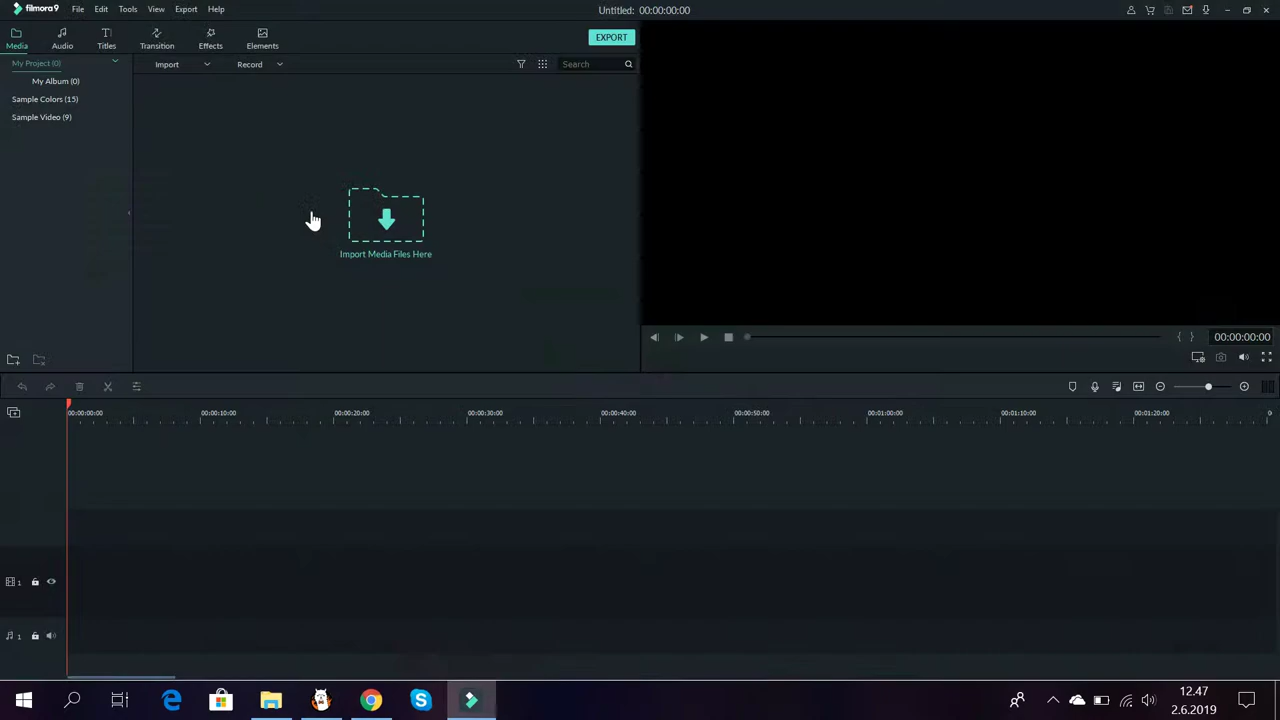 filmora9 File Edit Tools View Export Help Untitled: 00:00:00:00
Media Audio Titles Transition Effects Elements EXPORT
My Project (0) Import Record Search
My Album (0)
Sample Colors (15)
Sample Video (9)
Import Media Files Here
00:00:00:00
00:00:00:00 00:00:10:00 00:00:20:00 00:00:30:00 00:00:40:00 00:00:50:00 00:01:00:00 00:01:10:00 00:01:20:00 0
1
1
12.47
2.6.2019